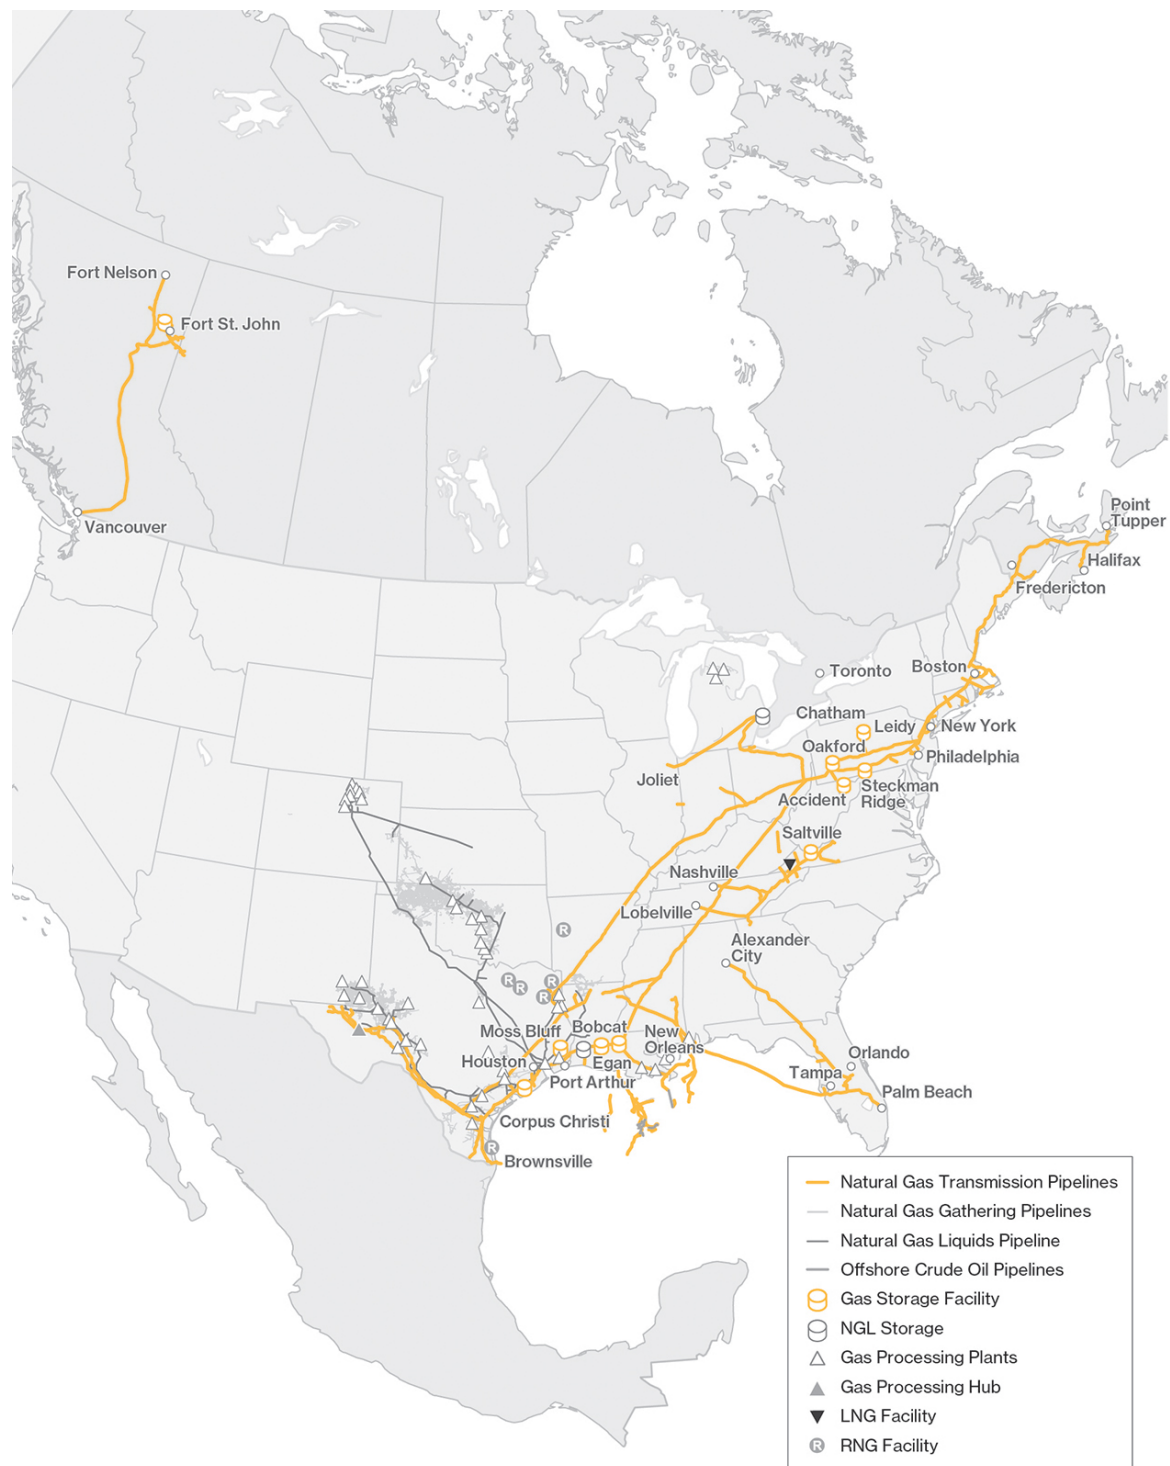 Fort Nelson
Fort St. John
Vancouver
Point
Tupper
Halifax
Fredericton
Toronto
Boston
Chatham
Leidy
New York
Oakford
Philadelphia
Joliet
Accident
Steckman
Ridge
Saltville
Nashville
Lobelville
R
Alexander
City
R
R
R
R
Moss Bluff
Bobcat
New
Orleans
Houston
Egan
Port Arthur
Orlando
Tampa
Palm Beach
Corpus Christi
R
Brownsville
Natural Gas Transmission Pipelines
Natural Gas Gathering Pipelines
Natural Gas Liquids Pipeline
Offshore Crude Oil Pipelines
Gas Storage Facility
NGL Storage
Gas Processing Plants
Gas Processing Hub
LNG Facility
R RNG Facility